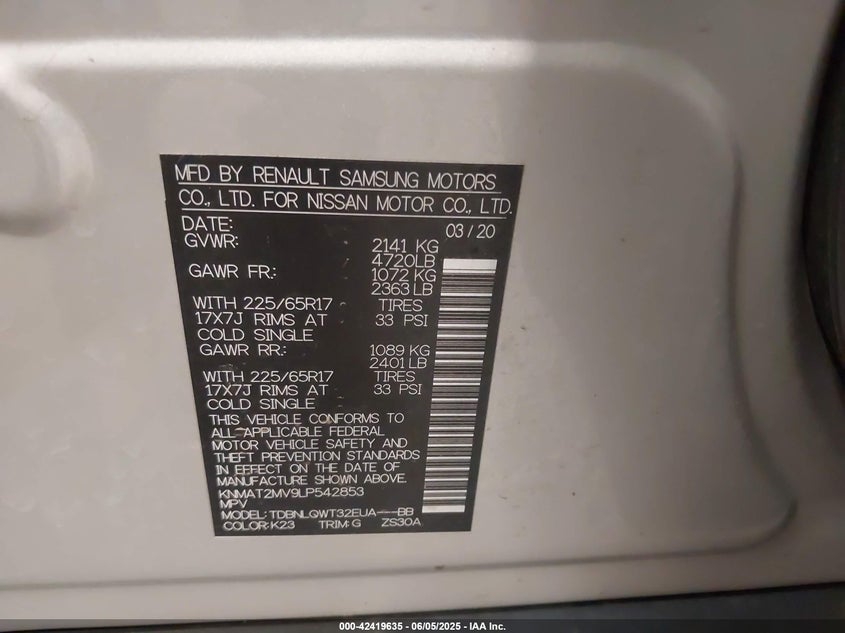 MFD BY RENAULT SAMSUNG MOTORS
CO., LTD. FOR NISSAN MOTOR CO., LTD.
DATE: 03 / 20
GVWR: 2141 KG
4720LB
GAWR FR.: 1072 KG
2363 LB
WITH 225/65R17 TIRES
17X7J RIMS AT 33 PSI
COLD SINGLE
GAWR RR.: 1089 KG
2401 LB
WITH 225/65R17 TIRES
17X7J RIMS AT 33 PSI
COLD SINGLE
THIS VEHICLE CONFORMS TO
ALL APPLICABLE FEDERAL
MOTOR VEHICLE SAFETY AND
THEFT PREVENTION STANDARDS
IN EFFECT ON THE DATE OF
MANUFACTURE SHOWN ABOVE.
KNMAT2MV9LP542853
MPV
MODEL: TDBNLQWT32EUA---BB
COLOR: K23 TRIM: G ZS30A
000-42419635 - 06/05/2025 - IAA Inc.